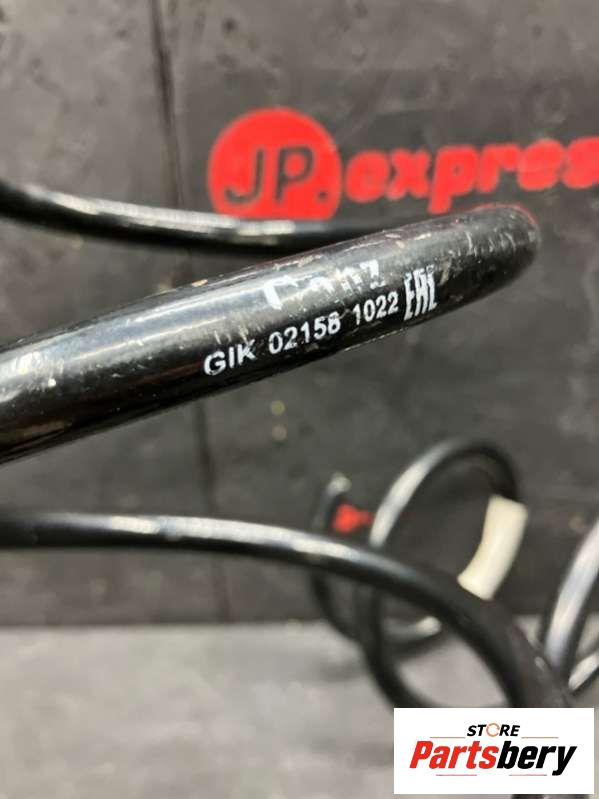 JP.express
GIK 02158 1022 EAC
STORE
Partsbery